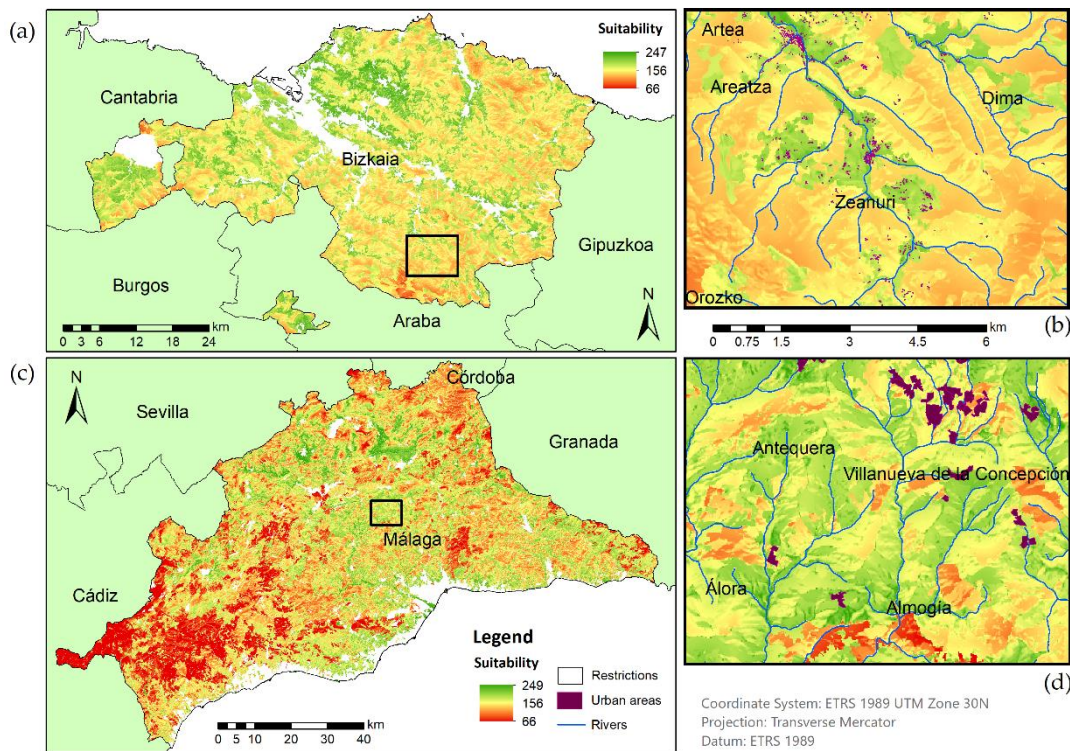 (a)
Suitability
247
156
66
Cantabria
Bizkaia
Gipuzkoa
Burgos
Araba
N
km
0 3 6 12 18 24
Artea
Areatza
Dima
Zeanuri
Orozko
(b)
km
0 0.75 1.5 3 4.5 6
(c)
N
Córdoba
Sevilla
Granada
Málaga
Cádiz
Legend
Suitability
249
156
66
Restrictions
Urban areas
Rivers
km
0 5 10 20 30 40
Antequera
Villanueva de la Concepción
Álora
Almogía
(d)
Coordinate System: ETRS 1989 UTM Zone 30N
Projection: Transverse Mercator
Datum: ETRS 1989